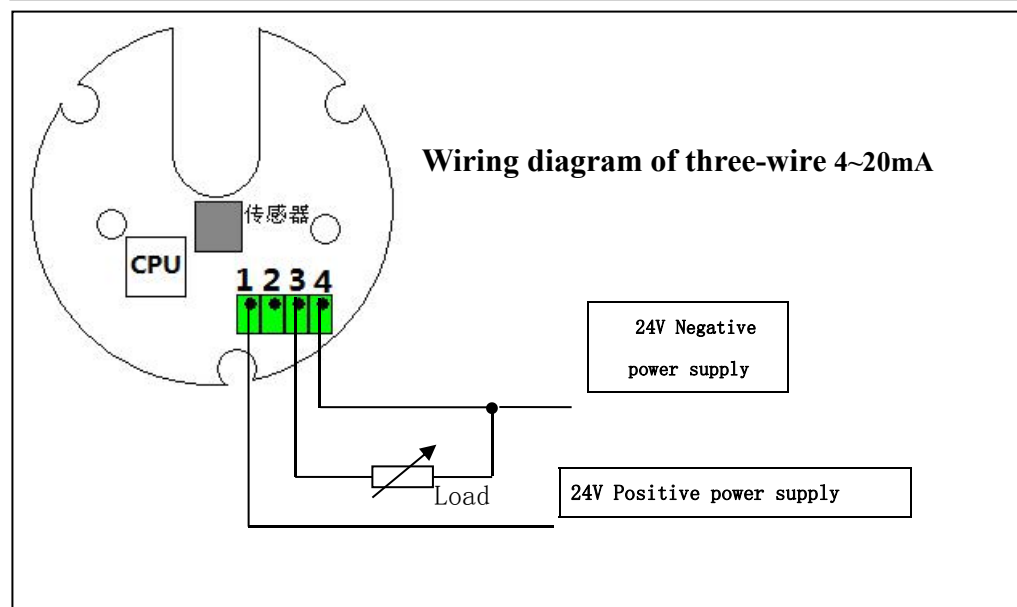 Wiring diagram of three-wire 4~20mA
传感器
CPU
1 2 3 4
24V Negative
power supply
Load
24V Positive power supply